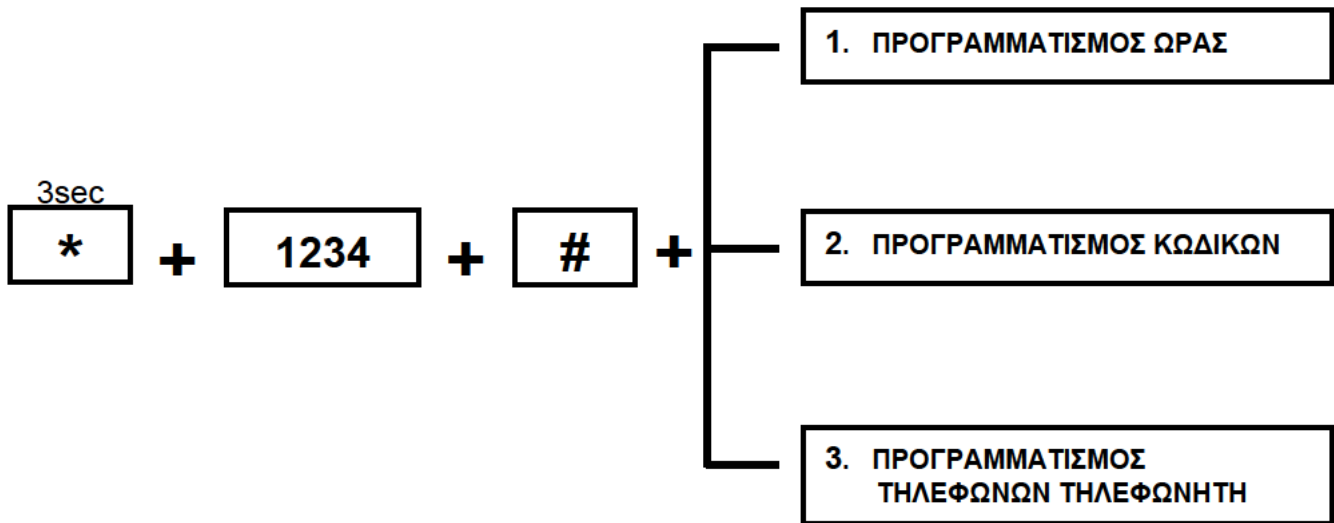 1. ΠΡΟΓΡΑΜΜΑΤΙΣΜΟΣ ΩΡΑΣ
3sec
* + 1234 + # +
2. ΠΡΟΓΡΑΜΜΑΤΙΣΜΟΣ ΚΩΔΙΚΩΝ
3. ΠΡΟΓΡΑΜΜΑΤΙΣΜΟΣ
ΤΗΛΕΦΩΝΩΝ ΤΗΛΕΦΩΝΗΤΗ